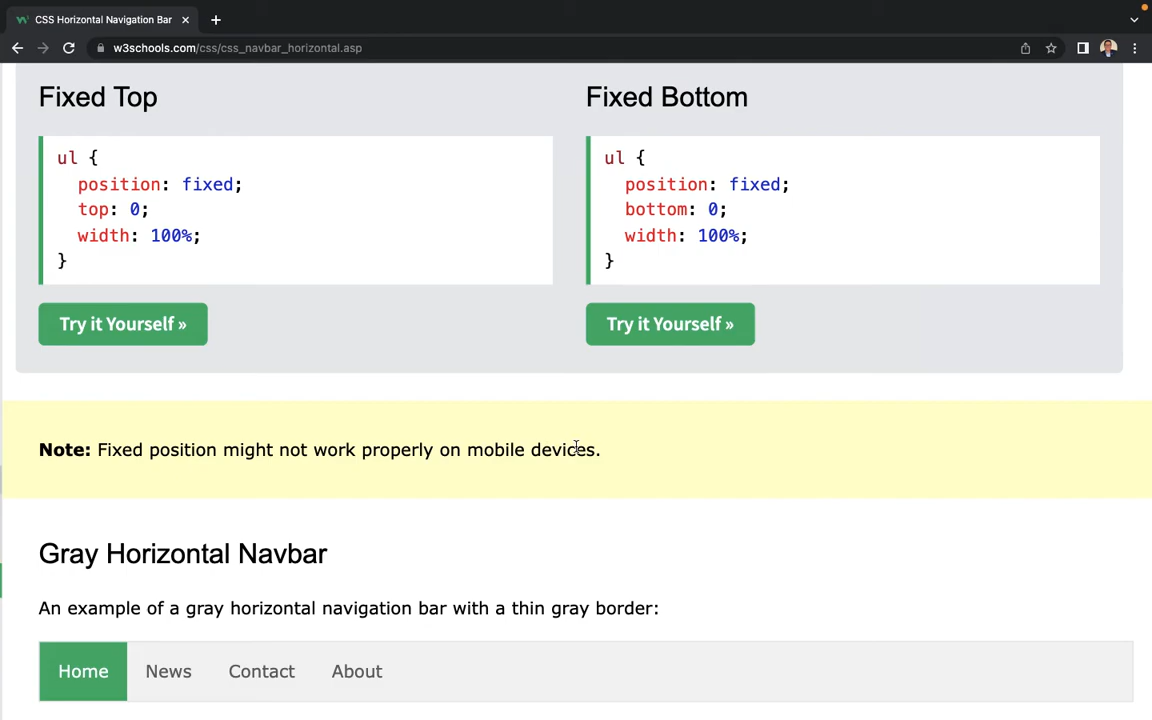 CSS Horizontal Navigation Bar
w3schools.com/css/css_navbar_horizontal.asp
Fixed Top
ul {
  position: fixed;
  top: 0;
  width: 100%;
}
Try it Yourself »
Fixed Bottom
ul {
  position: fixed;
  bottom: 0;
  width: 100%;
}
Try it Yourself »
Note: Fixed position might not work properly on mobile devices.
Gray Horizontal Navbar
An example of a gray horizontal navigation bar with a thin gray border:
Home News Contact About